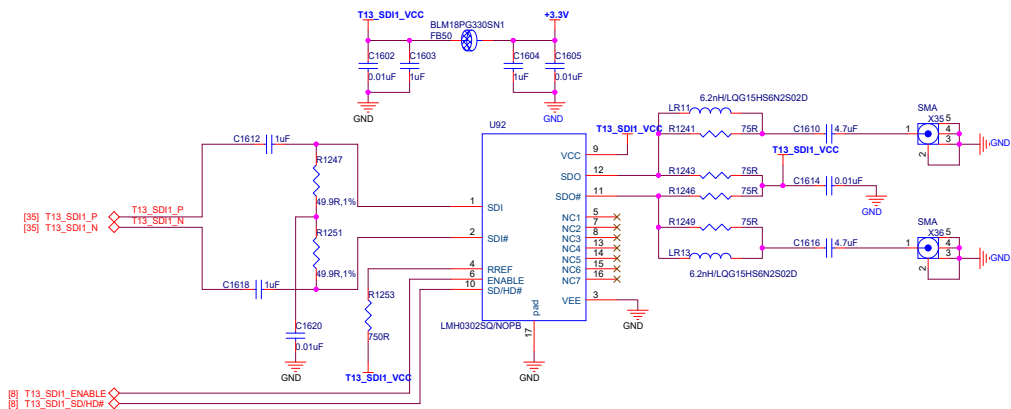 T13_SDI1_VCC
BLM18PG330SN1
FB50
+3.3V
C1602
0.01uF
C1603
1uF
C1604
1uF
C1605
0.01uF
GND
GND
6.2nH/LQG15HS6N2S02D
LR11
SMA
X35
U92
T13_SDI1_VCC
R1241
75R
C1610
4.7uF
1
5
4
3
2
GND
C1612
1uF
R1247
49.9R,1%
9
VCC
12
SDO
11
SDO#
R1243
75R
R1246
75R
T13_SDI1_VCC
C1614
0.01uF
GND
1
SDI
2
SDI#
5
NC1
7
NC2
8
NC3
13
NC4
14
NC5
15
NC6
16
NC7
R1249
75R
LR13
6.2nH/LQG15HS6N2S02D
C1616
4.7uF
SMA
X36
1
5
4
3
2
GND
[35] T13_SDI1_P
T13_SDI1_P
[35] T13_SDI1_N
T13_SDI1_N
R1251
49.9R,1%
C1618
1uF
4
RREF
6
ENABLE
10
SD/HD#
3
VEE
GND
R1253
750R
pad
17
LMH0302SQ/NOPB
C1620
0.01uF
GND
T13_SDI1_VCC
GND
[8] T13_SDI1_ENABLE
[8] T13_SDI1_SD/HD#